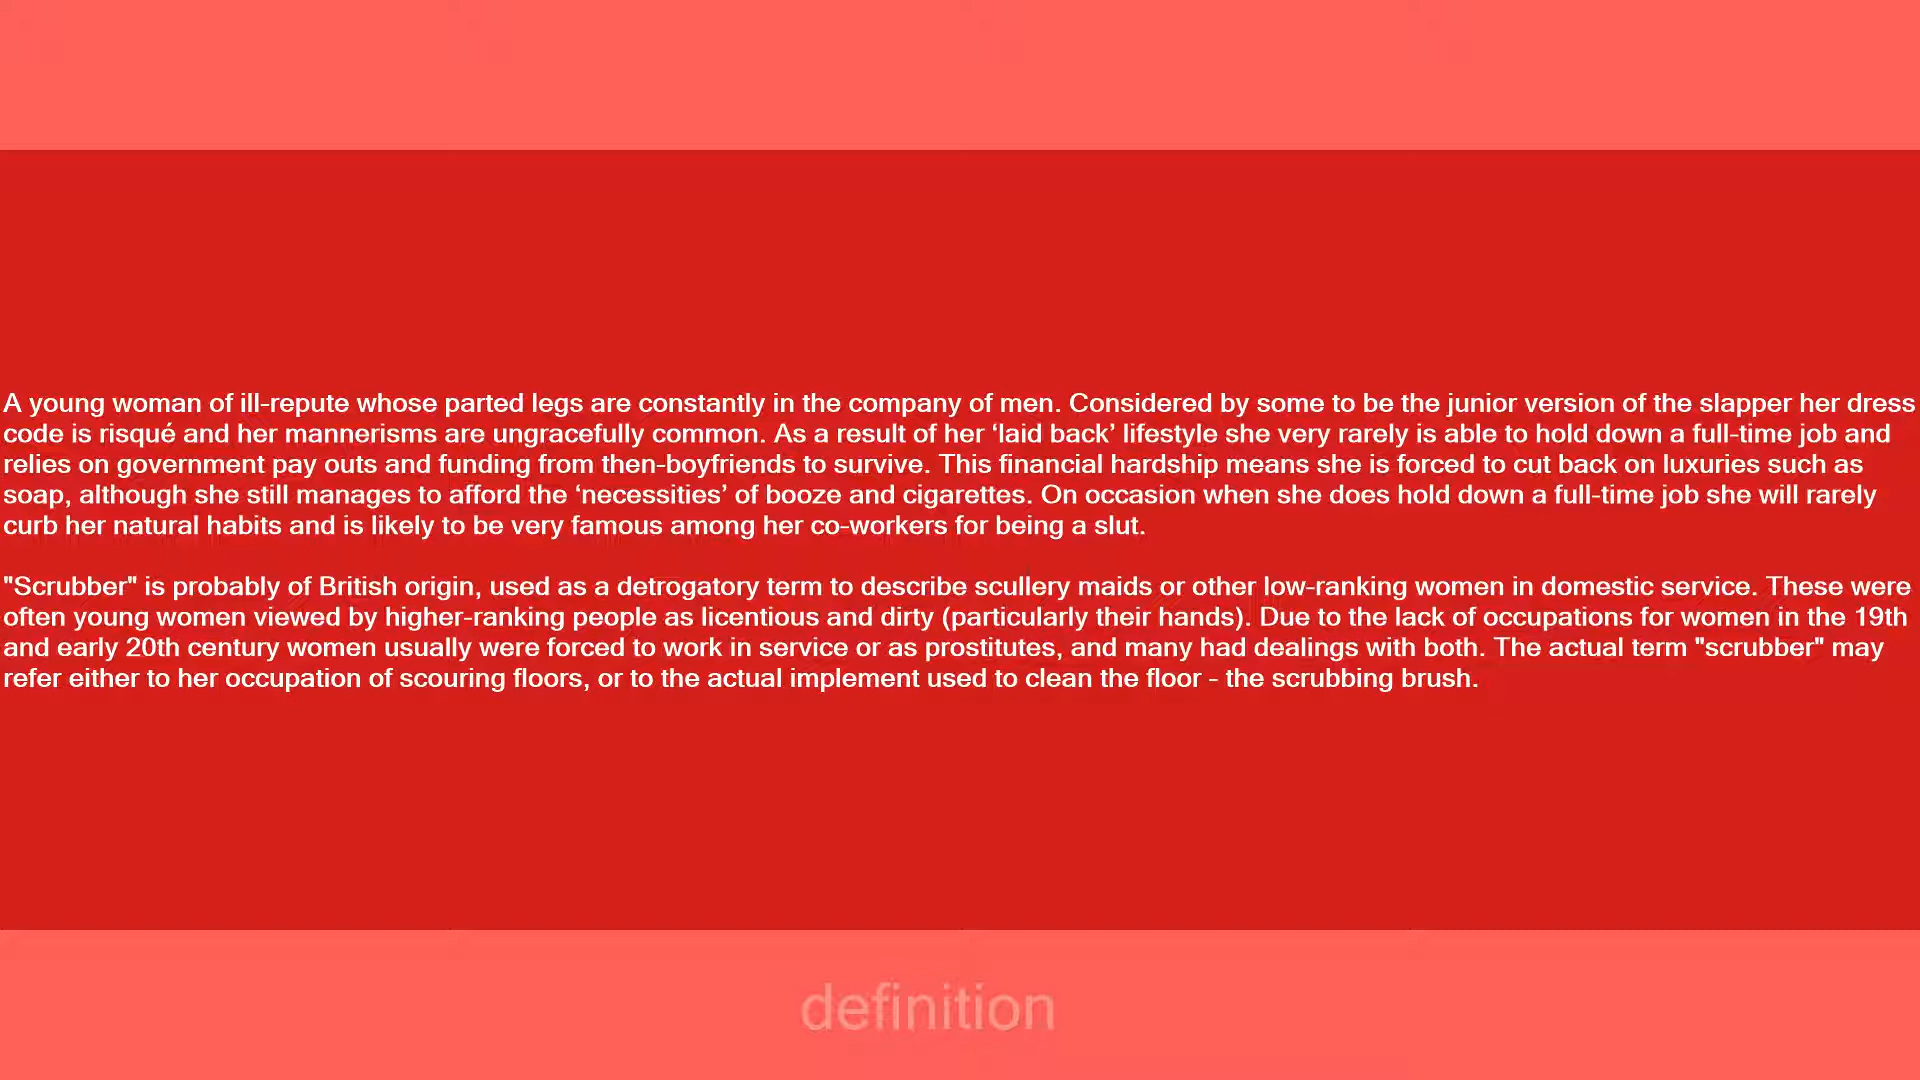 A young woman of ill-repute whose parted legs are constantly in the company of men. Considered by some to be the junior version of the slapper her dress
code is risqué and her mannerisms are ungracefully common. As a result of her ‘laid back’ lifestyle she very rarely is able to hold down a full-time job and
relies on government pay outs and funding from then-boyfriends to survive. This financial hardship means she is forced to cut back on luxuries such as
soap, although she still manages to afford the ‘necessities’ of booze and cigarettes. On occasion when she does hold down a full-time job she will rarely
curb her natural habits and is likely to be very famous among her co-workers for being a slut.
"Scrubber" is probably of British origin, used as a detrogatory term to describe scullery maids or other low-ranking women in domestic service. These were
often young women viewed by higher-ranking people as licentious and dirty (particularly their hands). Due to the lack of occupations for women in the 19th
and early 20th century women usually were forced to work in service or as prostitutes, and many had dealings with both. The actual term "scrubber" may
refer either to her occupation of scouring floors, or to the actual implement used to clean the floor - the scrubbing brush.
definition